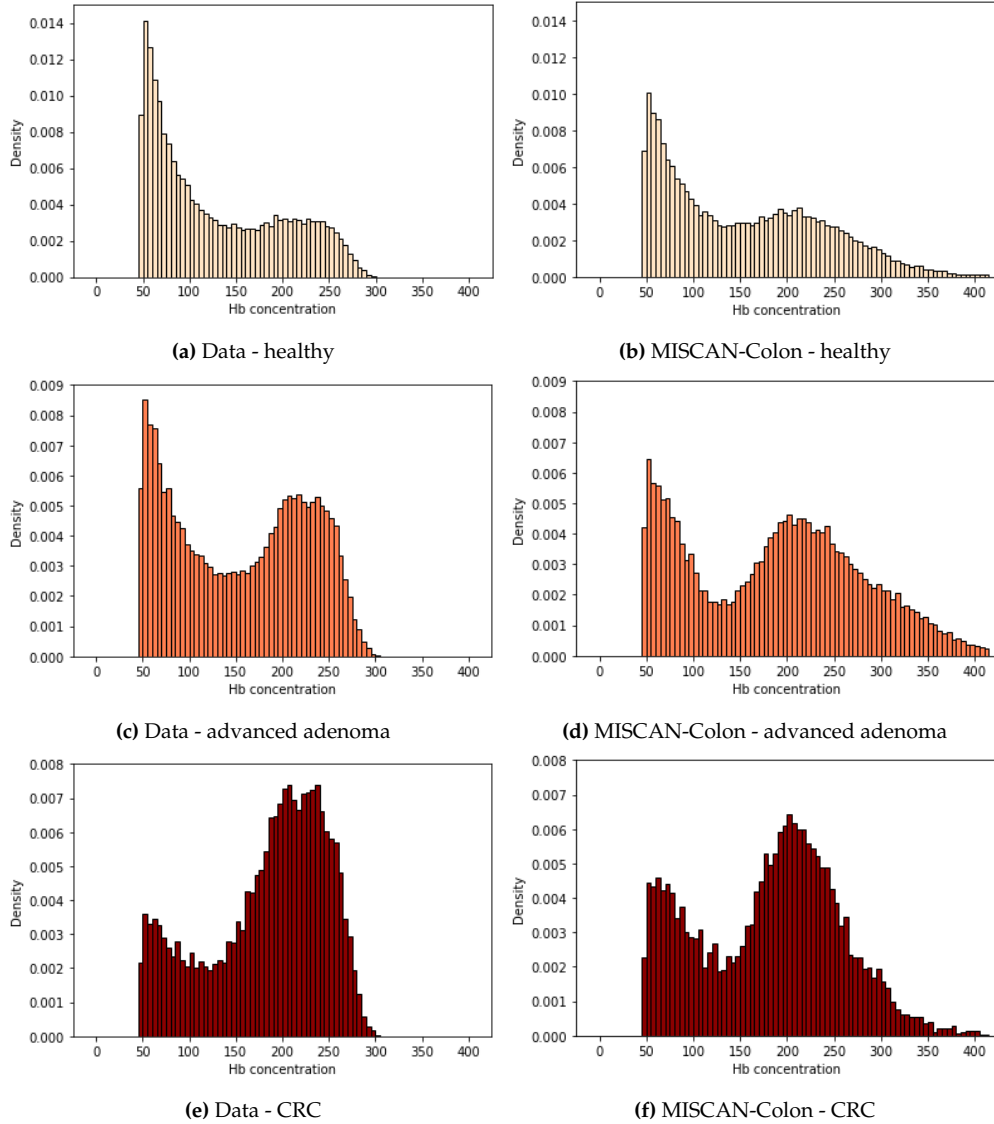 0.014
0.012
0.010
0.008
0.006
0.004
0.002
0.000
Density
0 50 100 150 200 250 300 350 400
Hb concentration
(a) Data - healthy
0.014
0.012
0.010
0.008
0.006
0.004
0.002
0.000
Density
0 50 100 150 200 250 300 350 400
Hb concentration
(b) MISCAN-Colon - healthy
0.009
0.008
0.007
0.006
0.005
0.004
0.003
0.002
0.001
0.000
Density
0 50 100 150 200 250 300 350 400
Hb concentration
(c) Data - advanced adenoma
0.009
0.008
0.007
0.006
0.005
0.004
0.003
0.002
0.001
0.000
Density
0 50 100 150 200 250 300 350 400
Hb concentration
(d) MISCAN-Colon - advanced adenoma
0.008
0.007
0.006
0.005
0.004
0.003
0.002
0.001
0.000
Density
0 50 100 150 200 250 300 350 400
Hb concentration
(e) Data - CRC
0.008
0.007
0.006
0.005
0.004
0.003
0.002
0.001
0.000
Density
0 50 100 150 200 250 300 350 400
Hb concentration
(f) MISCAN-Colon - CRC